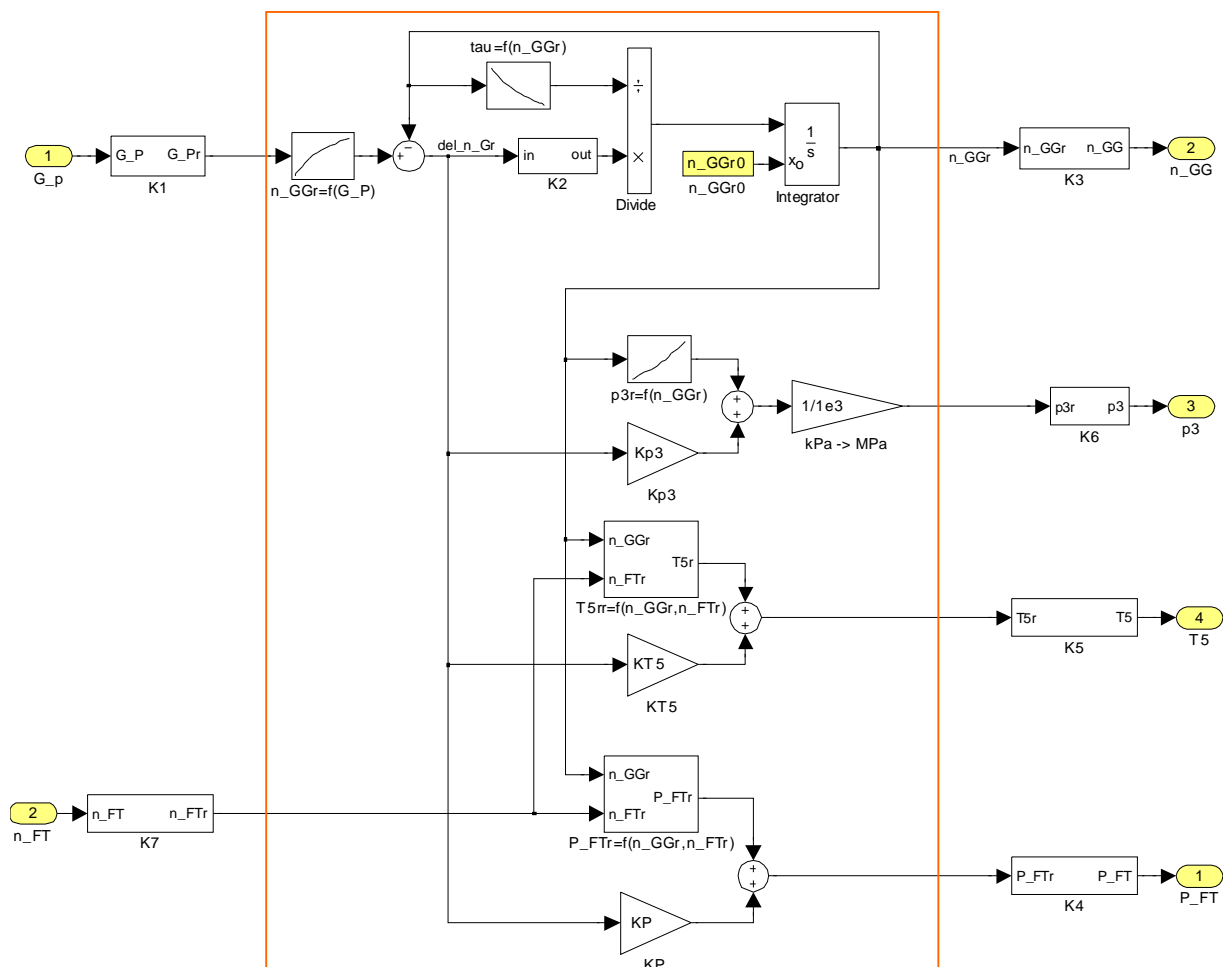 tau=f(n_GGr)
÷
1
G_p
G_P G_Pr
K1
n_GGr=f(G_P)
−
+
del_n_Gr
in out
K2
×
Divide
n_GGr0
n_GGr0
1
s
xo
Integrator
n_GGr
n_GGr n_GG
K3
2
n_GG
p3r=f(n_GGr)
+
+
1/1e3
kPa -> MPa
Kp3
Kp3
p3r p3
K6
3
p3
n_GGr
n_FTr
T5r
T5rr=f(n_GGr,n_FTr)
+
+
KT5
KT5
T5r T5
K5
4
T5
2
n_FT
n_FT n_FTr
K7
n_GGr
n_FTr
P_FTr
P_FTr=f(n_GGr,n_FTr)
+
+
KP
KP
P_FTr P_FT
K4
1
P_FT